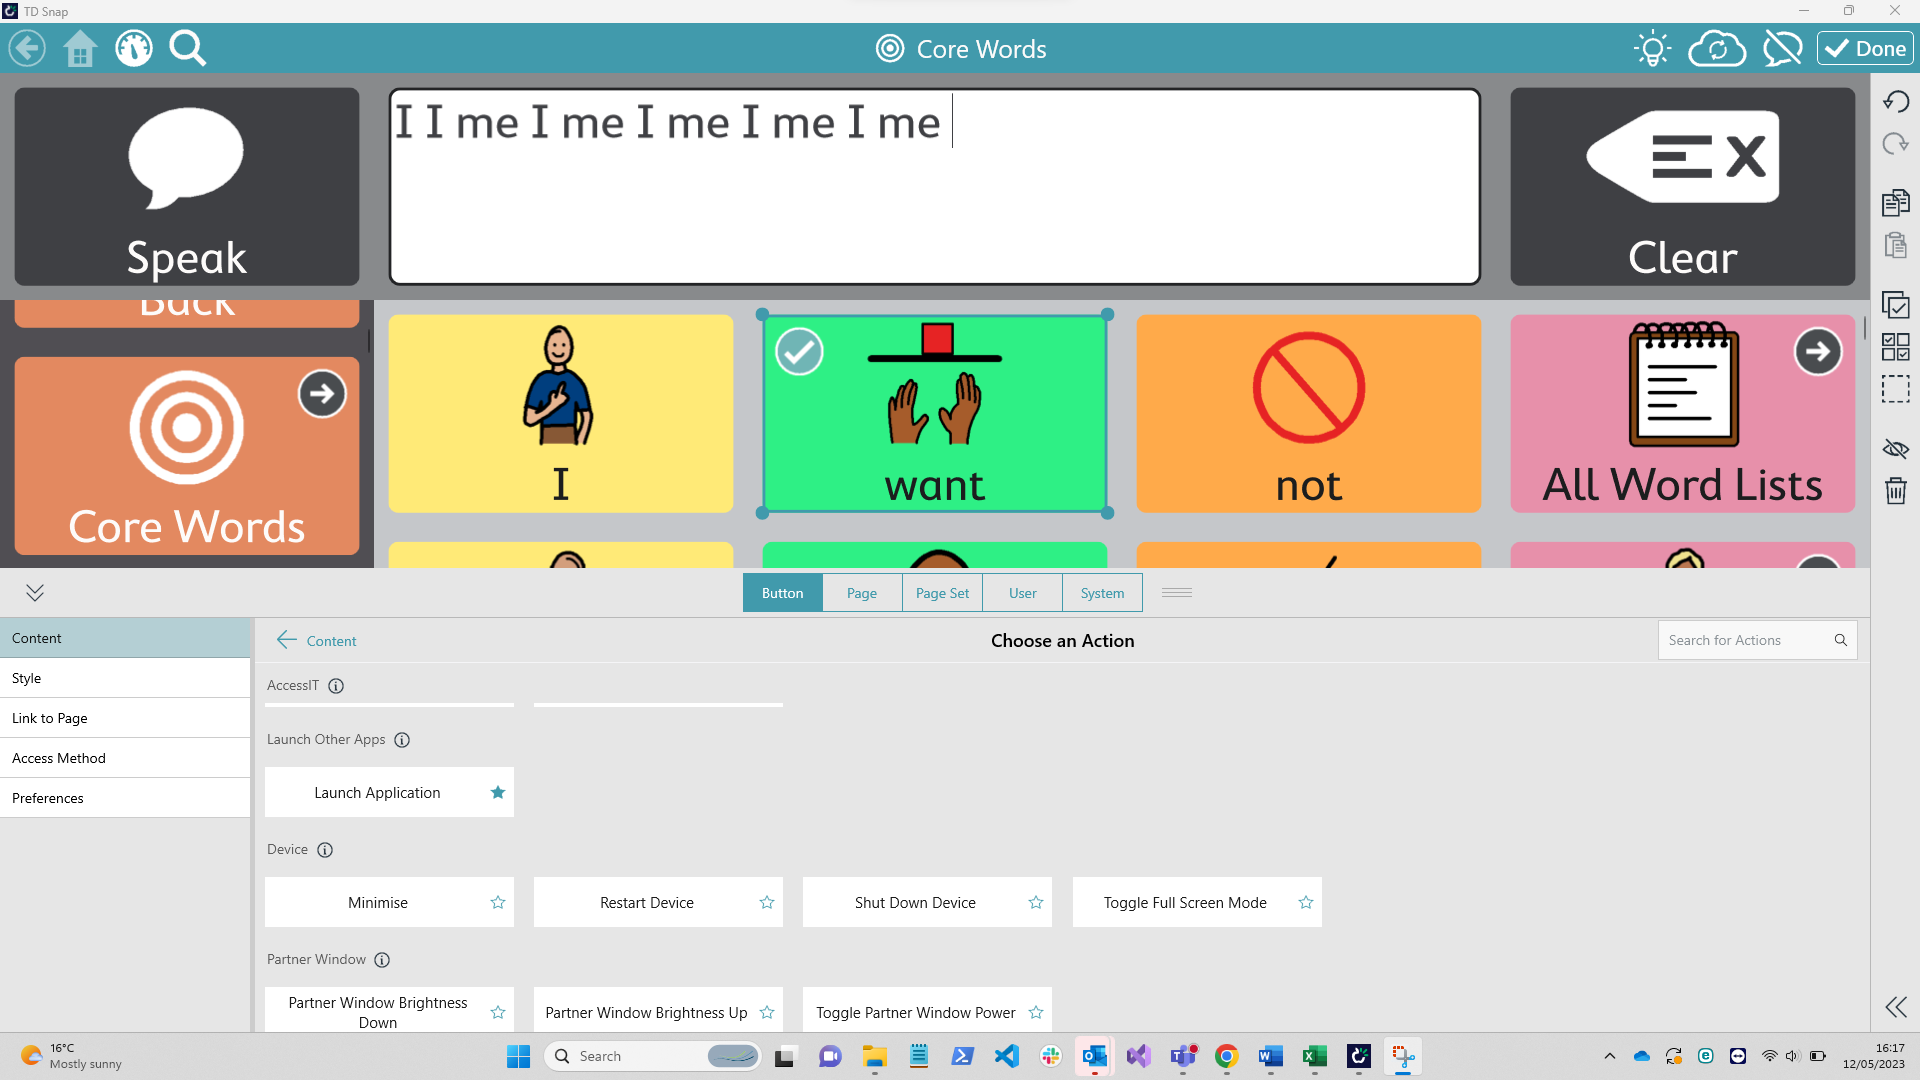 TD Snap
Core Words
Done
I I me I me I me I me I me
Speak
Clear
Back
Core Words
I
want
not
All Word Lists
Button
Page
Page Set
User
System
Content
Style
Link to Page
Access Method
Preferences
Content
Choose an Action
Search for Actions
AccessIT
Launch Other Apps
Launch Application
Device
Minimise
Restart Device
Shut Down Device
Toggle Full Screen Mode
Partner Window
Partner Window Brightness
Down
Partner Window Brightness Up
Toggle Partner Window Power
16°C
Mostly sunny
Search
16:17
12/05/2023